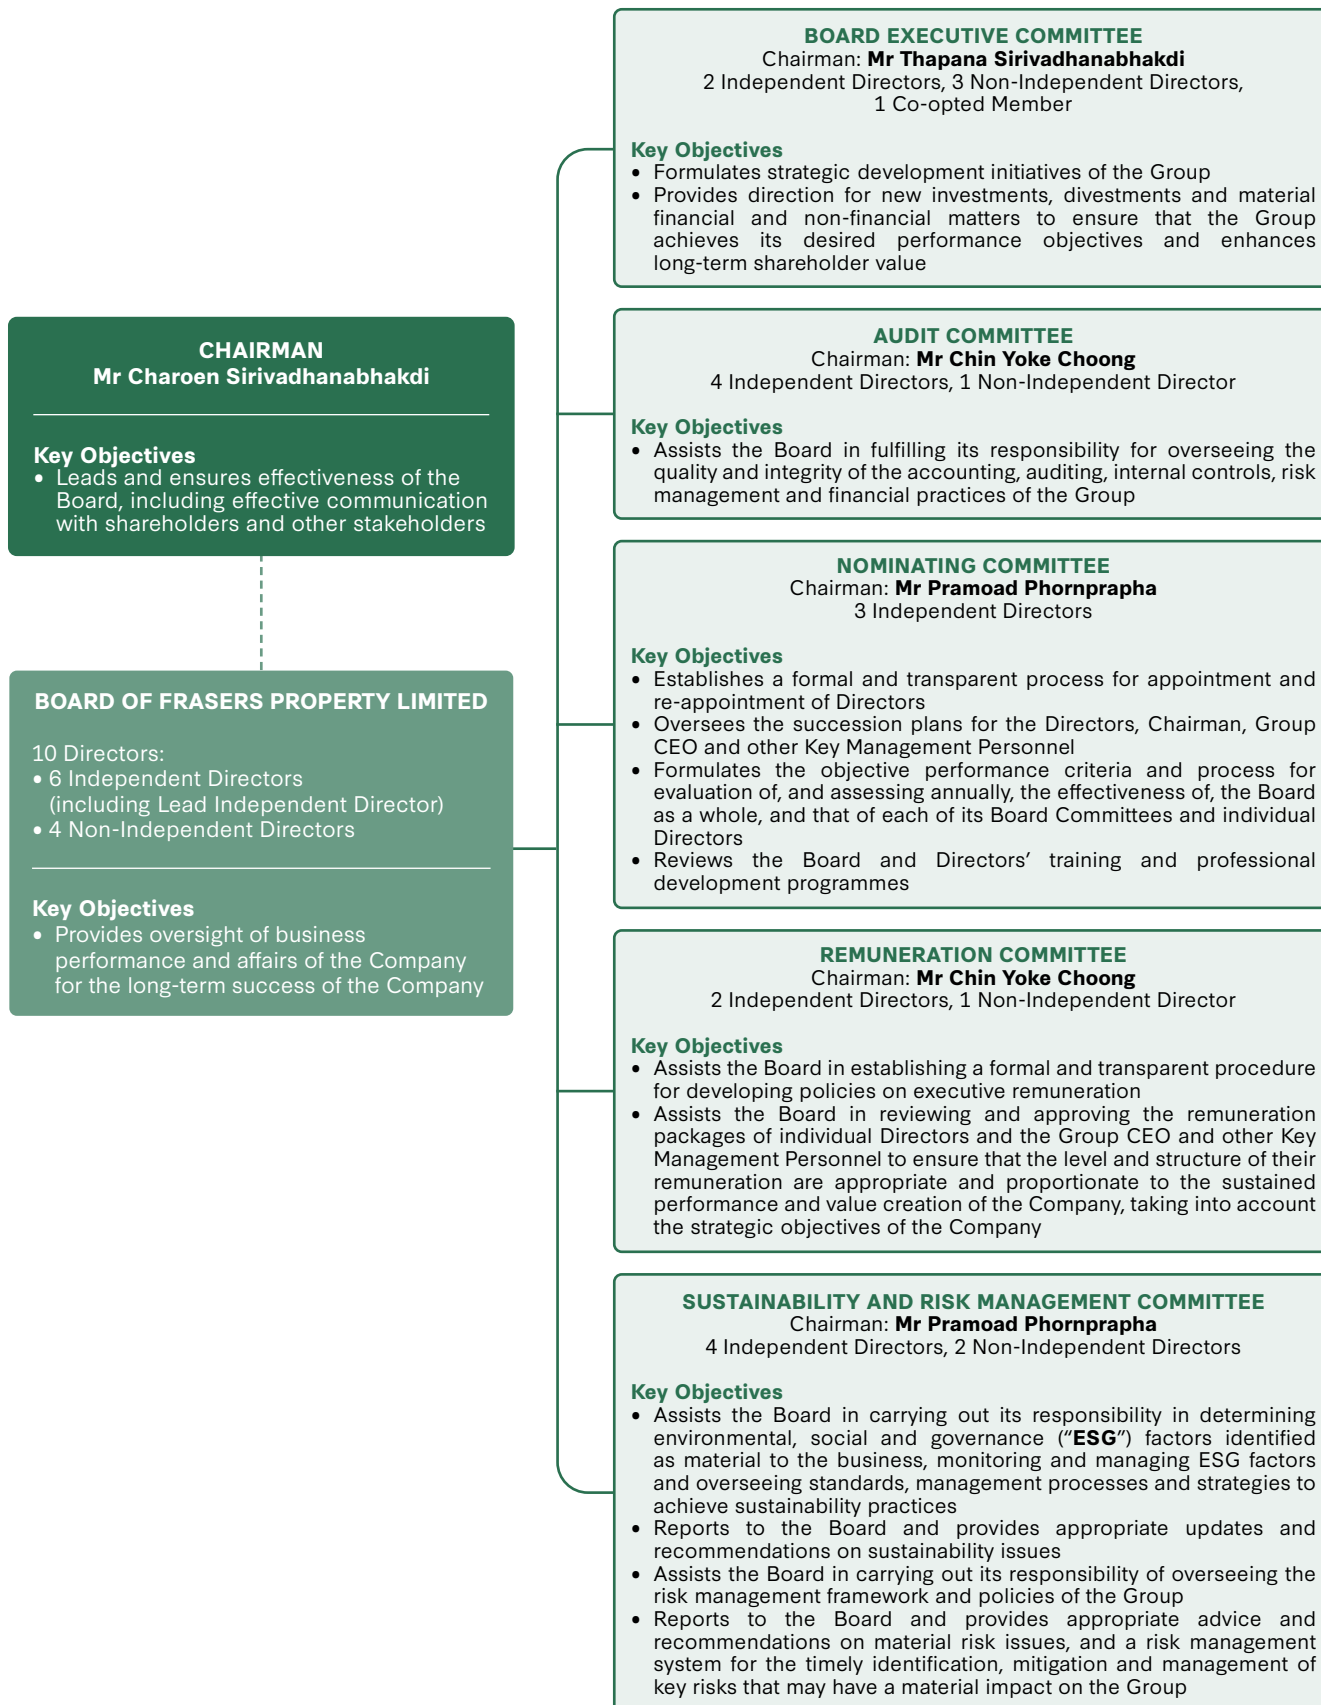 CHAIRMAN
Mr Charoen Sirivadhanabhakdi
Key Objectives
• Leads and ensures effectiveness of the
Board, including effective communication
with shareholders and other stakeholders
BOARD OF FRASERS PROPERTY LIMITED
10 Directors:
• 6 Independent Directors
(including Lead Independent Director)
• 4 Non-Independent Directors
Key Objectives
• Provides oversight of business
performance and affairs of the Company
for the long-term success of the Company
BOARD EXECUTIVE COMMITTEE
Chairman: Mr Thapana Sirivadhanabhakdi
2 Independent Directors, 3 Non-Independent Directors,
1 Co-opted Member
Key Objectives
• Formulates strategic development initiatives of the Group
• Provides direction for new investments, divestments and material
financial and non-financial matters to ensure that the Group
achieves its desired performance objectives and enhances
long-term shareholder value
AUDIT COMMITTEE
Chairman: Mr Chin Yoke Choong
4 Independent Directors, 1 Non-Independent Director
Key Objectives
• Assists the Board in fulfilling its responsibility for overseeing the
quality and integrity of the accounting, auditing, internal controls, risk
management and financial practices of the Group
NOMINATING COMMITTEE
Chairman: Mr Pramoad Phornprapha
3 Independent Directors
Key Objectives
• Establishes a formal and transparent process for appointment and
re-appointment of Directors
• Oversees the succession plans for the Directors, Chairman, Group
CEO and other Key Management Personnel
• Formulates the objective performance criteria and process for
evaluation of, and assessing annually, the effectiveness of, the Board
as a whole, and that of each of its Board Committees and individual
Directors
• Reviews the Board and Directors' training and professional
development programmes
REMUNERATION COMMITTEE
Chairman: Mr Chin Yoke Choong
2 Independent Directors, 1 Non-Independent Director
Key Objectives
• Assists the Board in establishing a formal and transparent procedure
for developing policies on executive remuneration
• Assists the Board in reviewing and approving the remuneration
packages of individual Directors and the Group CEO and other Key
Management Personnel to ensure that the level and structure of their
remuneration are appropriate and proportionate to the sustained
performance and value creation of the Company, taking into account
the strategic objectives of the Company
SUSTAINABILITY AND RISK MANAGEMENT COMMITTEE
Chairman: Mr Pramoad Phornprapha
4 Independent Directors, 2 Non-Independent Directors
Key Objectives
• Assists the Board in carrying out its responsibility in determining
environmental, social and governance ("ESG") factors identified
as material to the business, monitoring and managing ESG factors
and overseeing standards, management processes and strategies to
achieve sustainability practices
• Reports to the Board and provides appropriate updates and
recommendations on sustainability issues
• Assists the Board in carrying out its responsibility of overseeing the
risk management framework and policies of the Group
• Reports to the Board and provides appropriate advice and
recommendations on material risk issues, and a risk management
system for the timely identification, mitigation and management of
key risks that may have a material impact on the Group